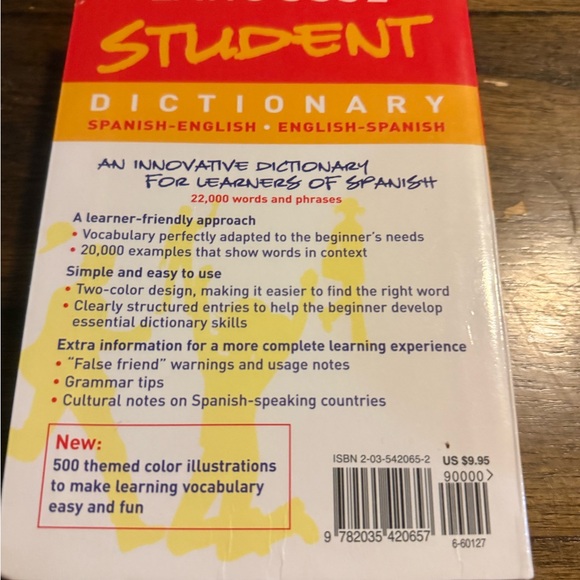 STUDENT
DICTIONARY
SPANISH-ENGLISH • ENGLISH-SPANISH
AN INNOVATIVE DICTIONARY
FOR LEARNERS OF SPANISH
22,000 words and phrases
A learner-friendly approach
• Vocabulary perfectly adapted to the beginner's needs
• 20,000 examples that show words in context
Simple and easy to use
• Two-color design, making it easier to find the right word
• Clearly structured entries to help the beginner develop
essential dictionary skills
Extra information for a more complete learning experience
• "False friend" warnings and usage notes
• Grammar tips
• Cultural notes on Spanish-speaking countries
New:
500 themed color illustrations
to make learning vocabulary
easy and fun
ISBN 2-03-542065-2 US $9.95
90000>
9 782035 420657
6-60127